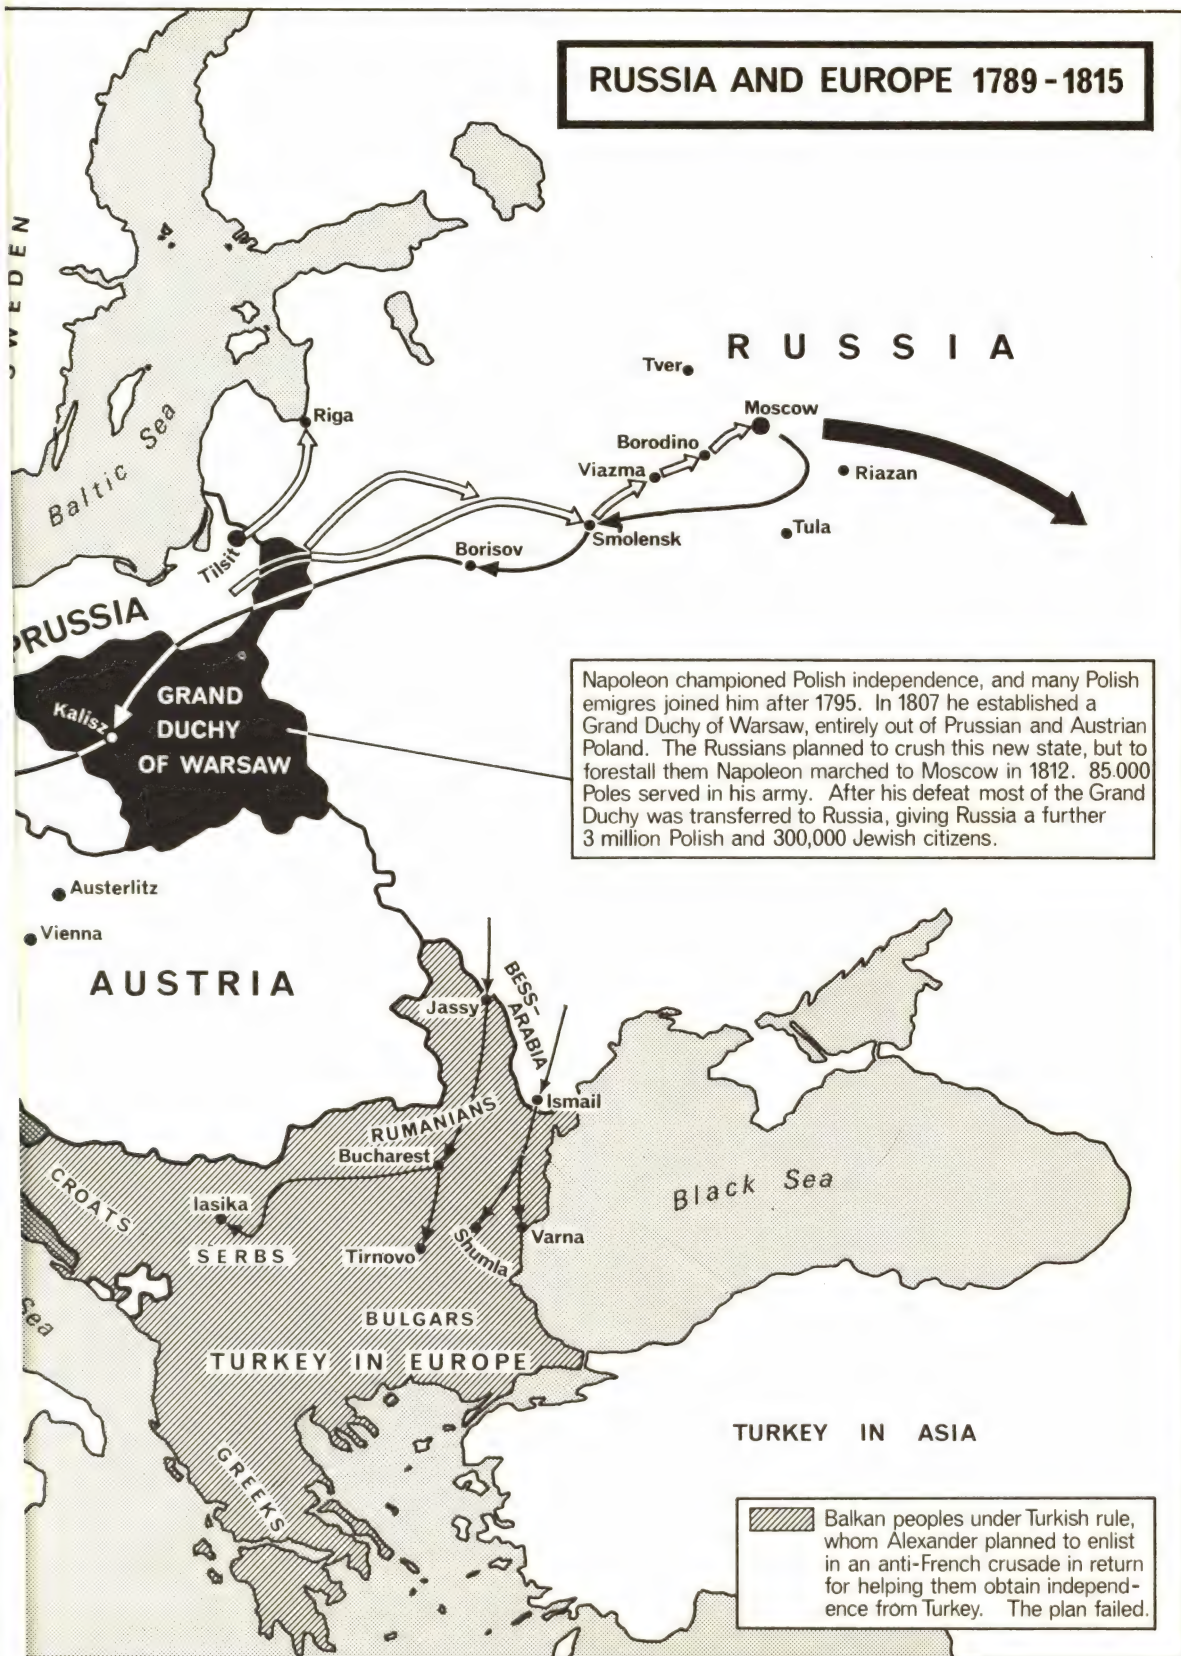 RUSSIA AND EUROPE 1789-1815
SWEDEN
Baltic Sea
RUSSIA
Tver
Moscow
Riga
Borodino
Viazma
Riazan
Tula
Smolensk
Borisov
Tilsit
PRUSSIA
GRAND
DUCHY
OF WARSAW
Kalisz
Napoleon championed Polish independence, and many Polish
emigres joined him after 1795. In 1807 he established a
Grand Duchy of Warsaw, entirely out of Prussian and Austrian
Poland. The Russians planned to crush this new state, but to
forestall them Napoleon marched to Moscow in 1812. 85.000
Poles served in his army. After his defeat most of the Grand
Duchy was transferred to Russia, giving Russia a further
3 million Polish and 300,000 Jewish citizens.
Austerlitz
Vienna
AUSTRIA
Jassy
BESS-
ARABIA
Ismail
RUMANIANS
Bucharest
CROATS
Iasika
SERBS
Tirnovo
Shumla
Varna
Black Sea
Sea
BULGARS
TURKEY IN EUROPE
GREEKS
TURKEY IN ASIA
Balkan peoples under Turkish rule,
whom Alexander planned to enlist
in an anti-French crusade in return
for helping them obtain independ-
ence from Turkey. The plan failed.